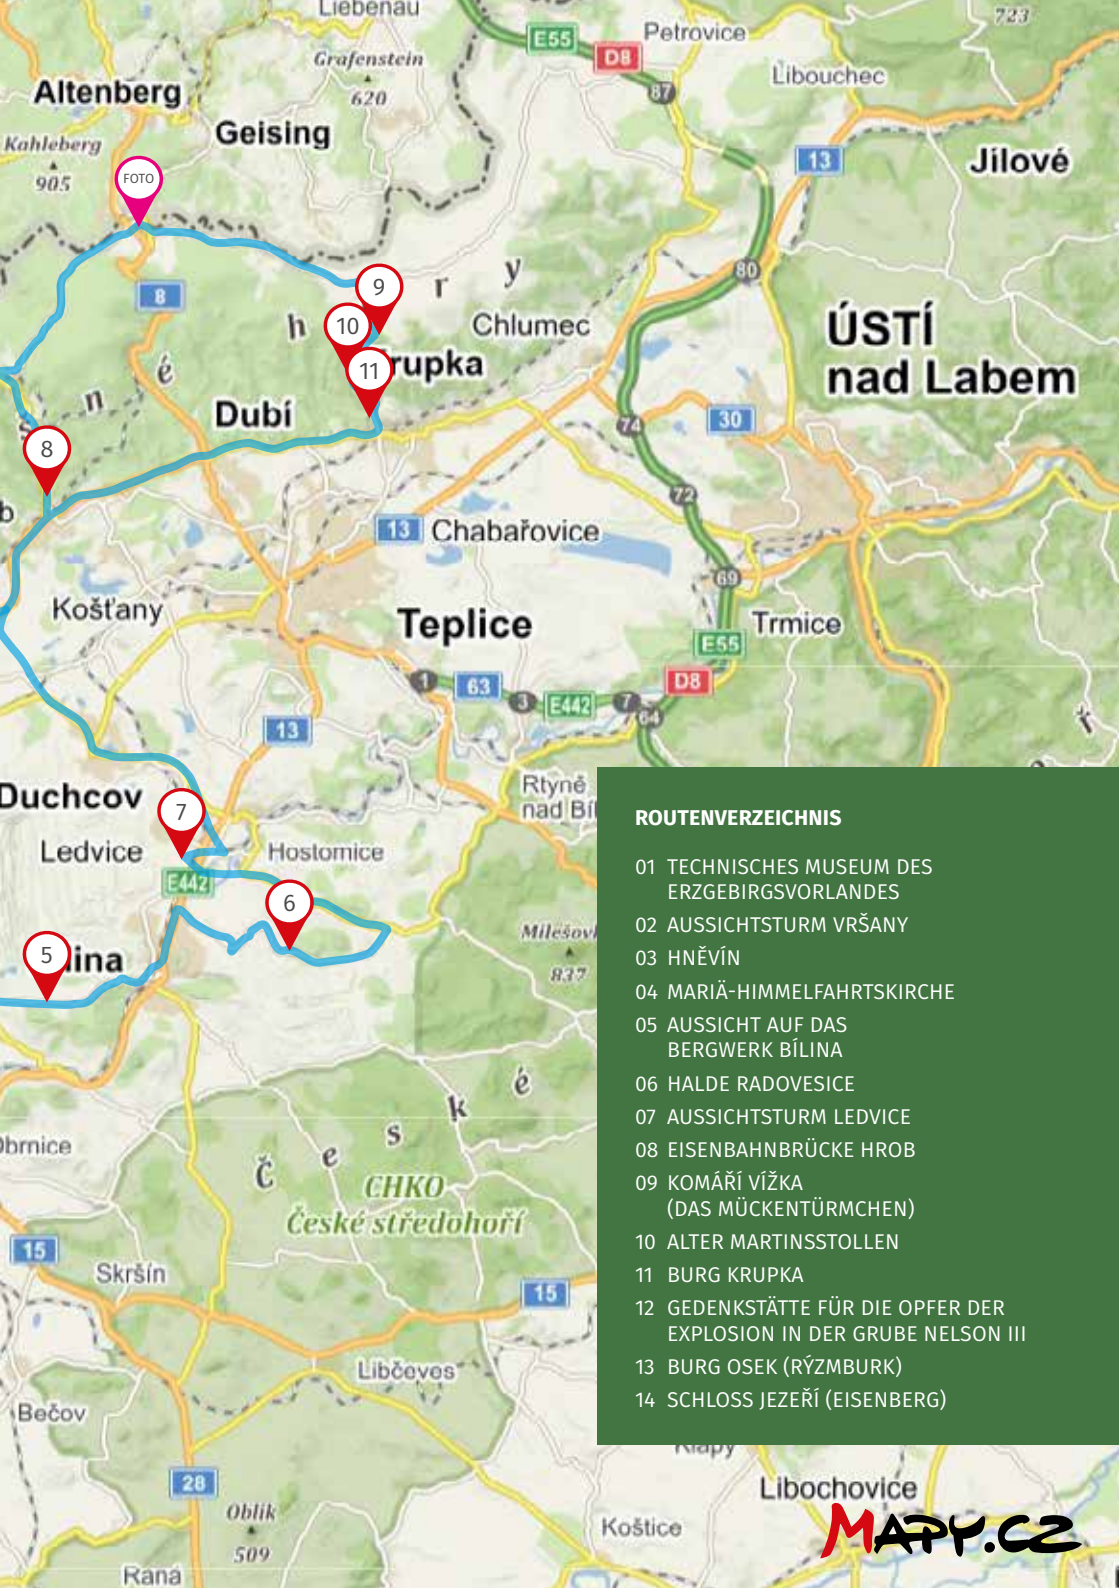 Liebenau
723
E55
Petrovice
D8
Grafenstein
620
Libouchec
87
Altenberg
Geising
Kahleberg
905
13
Jílové
FOTO
80
8
9
r
y
h
10
Chlumec
ÚSTÍ
nad Labem
é
11
rupka
n
Dubí
74
30
s
8
72
b
13
Chabařovice
69
Košťany
Teplice
Trmice
E55
1
63
3
E442
7
64
D8
13
t
Duchcov
7
Rtyně
nad Bíl
Ledvice
Hostomice
E442
6
5
lina
Milešov
837
ROUTENVERZEICHNIS
01 TECHNISCHES MUSEUM DES
ERZGEBIRGSVORLANDES
02 AUSSICHTSTURM VRŠANY
03 HNĚVÍN
04 MARIÄ-HIMMELFAHRTSKIRCHE
05 AUSSICHT AUF DAS
BERGWERK BÍLINA
06 HALDE RADOVESICE
07 AUSSICHTSTURM LEDVICE
08 EISENBAHNBRÜCKE HROB
09 KOMÁŘÍ VÍŽKA
(DAS MÜCKENTÜRMCHEN)
10 ALTER MARTINSSTOLLEN
11 BURG KRUPKA
12 GEDENKSTÄTTE FÜR DIE OPFER DER
EXPLOSION IN DER GRUBE NELSON III
13 BURG OSEK (RÝZMBURK)
14 SCHLOSS JEZEŘÍ (EISENBERG)
Č e s k é
Obrnice
CHKO
České středohoří
15
Skršín
15
Libčeves
Bečov
28
Oblík
509
Raná
Klapý
Libochovice
Koštice
MAPY.CZ